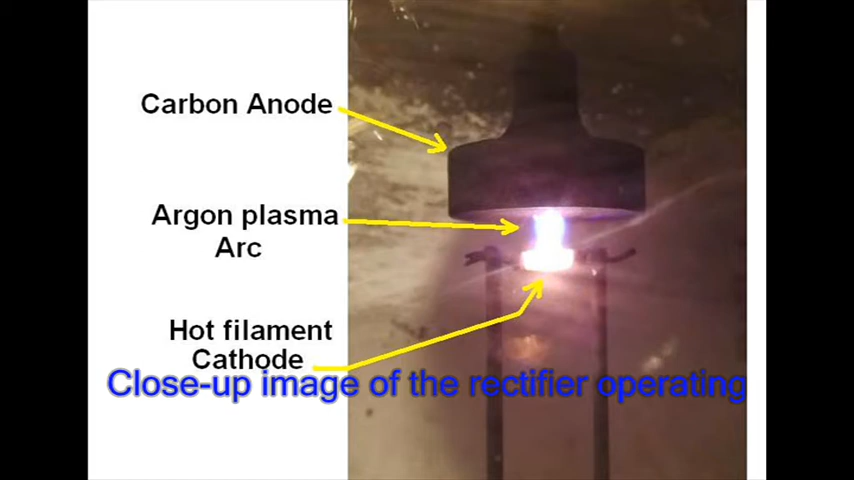 Carbon Anode
Argon plasma
Arc
Hot filament
Cathode
Close-up image of the rectifier operating